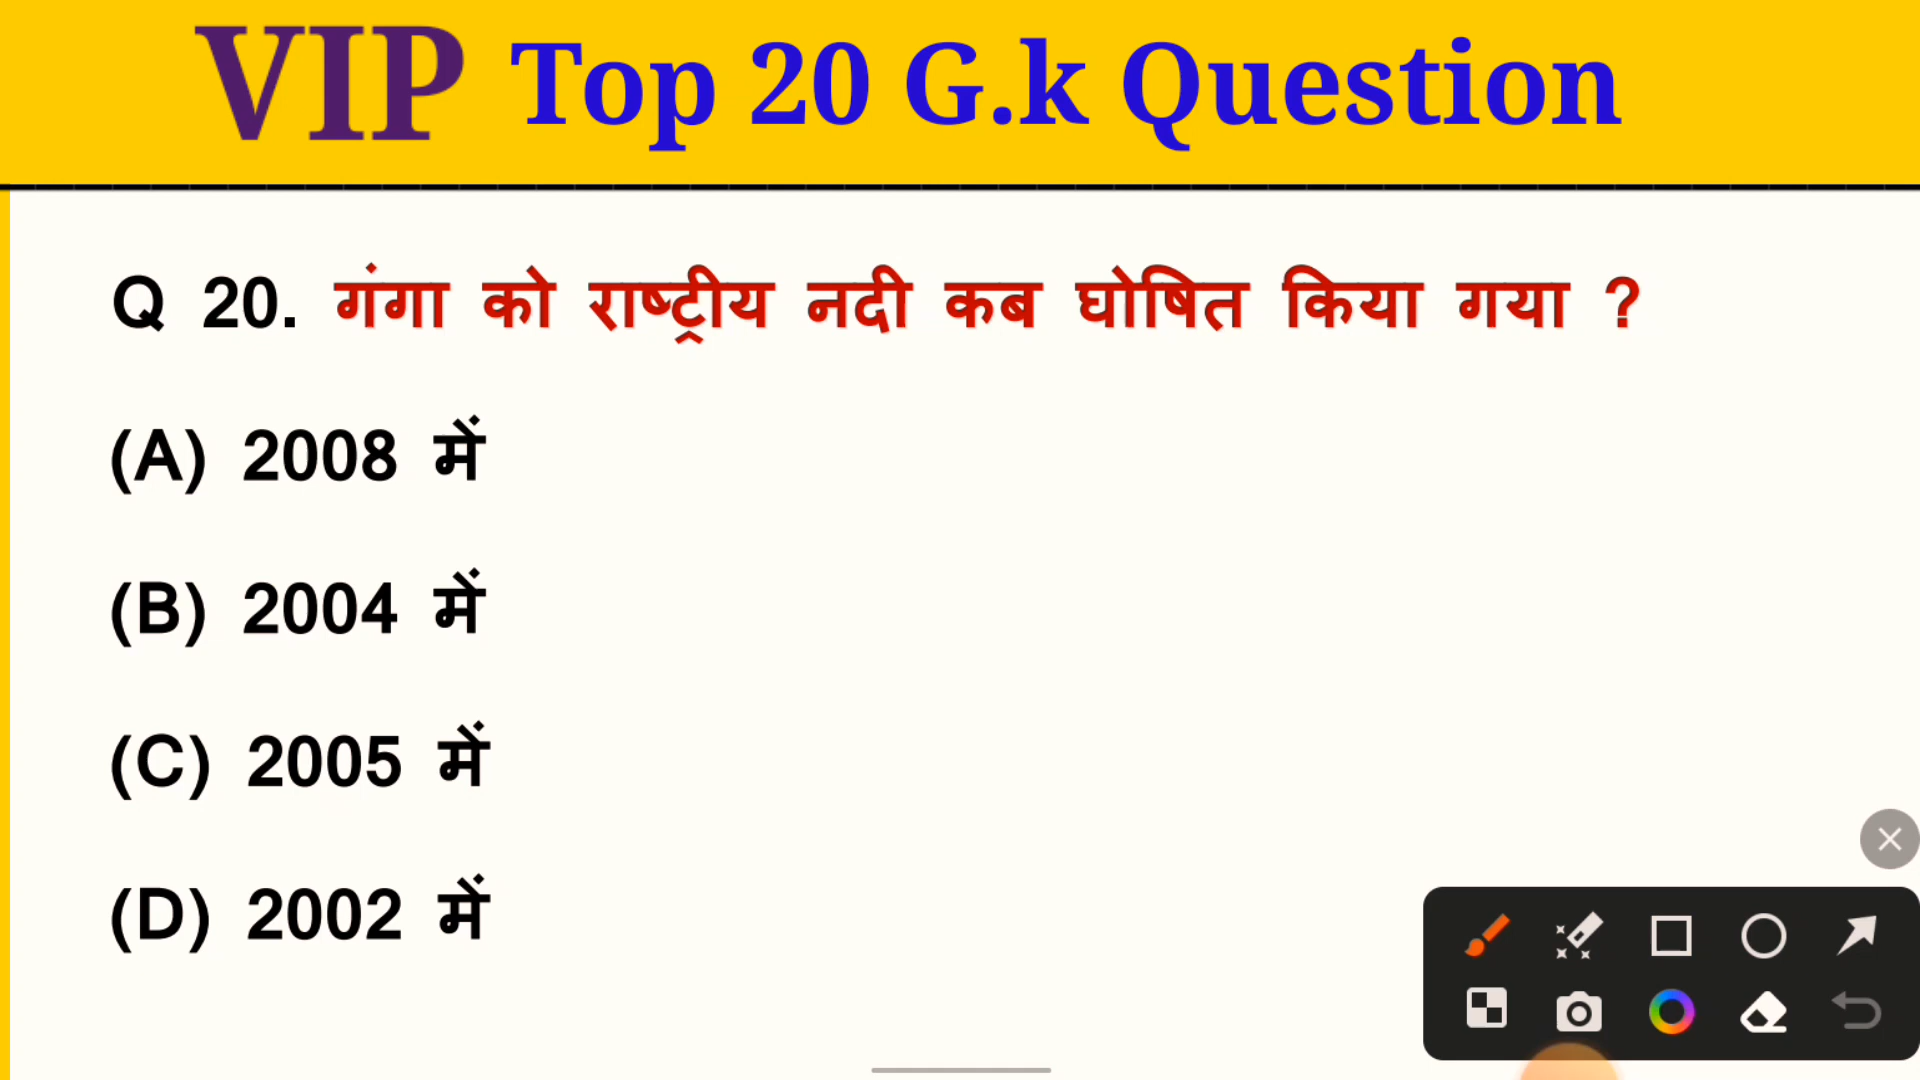 VIP Top 20 G.k Question
Q 20. गंगा को राष्ट्रीय नदी कब घोषित किया गया ?
(A) 2008 में
(B) 2004 में
(C) 2005 में
(D) 2002 में